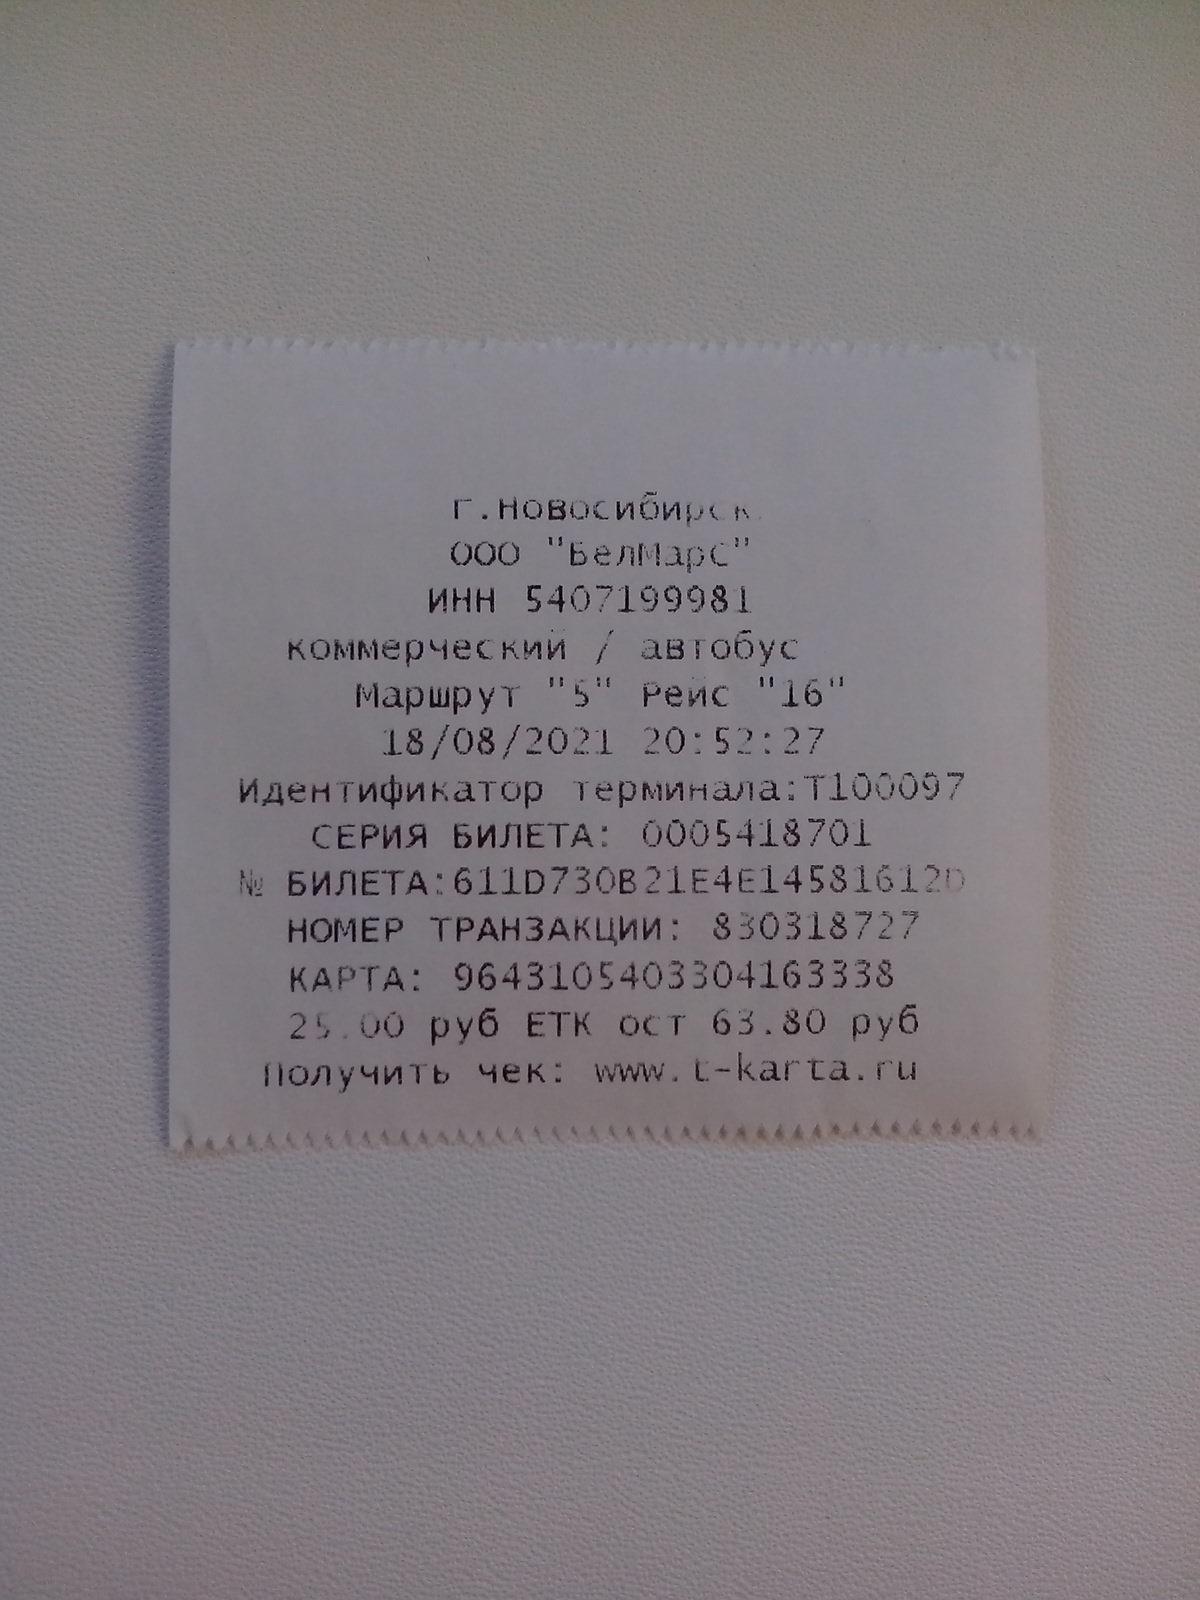 г.Новосибирск
ООО "БелМарС"
ИНН 5407199981
коммерческий / автобус
Маршрут "5" Рейс "16"
18/08/2021 20:52:27
Идентификатор терминала:T100097
СЕРИЯ БИЛЕТА: 0005418701
№ БИЛЕТА:611D730B21E4E14581612D
НОМЕР ТРАНЗАКЦИИ: 830318727
КАРТА: 9643105403304163338
25.00 руб ЕТК ост 63.80 руб
Получить чек: www.t-karta.ru